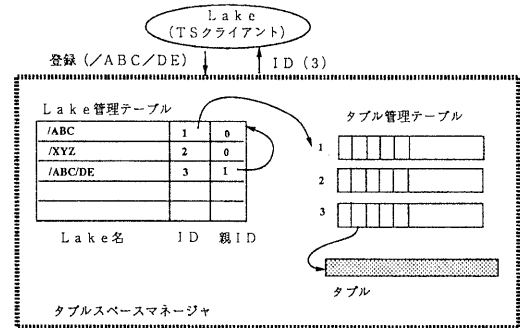 Lake
(TSクライアント)
登録(／ABC／DE)
ID(3)
Lake管理テーブル
/ABC 1 0
/XYZ 2 0
/ABC/DE 3 1
Lake名 ID 親ID
タブル管理テーブル
1
2
3
タブル
タブルスペースマネージャ